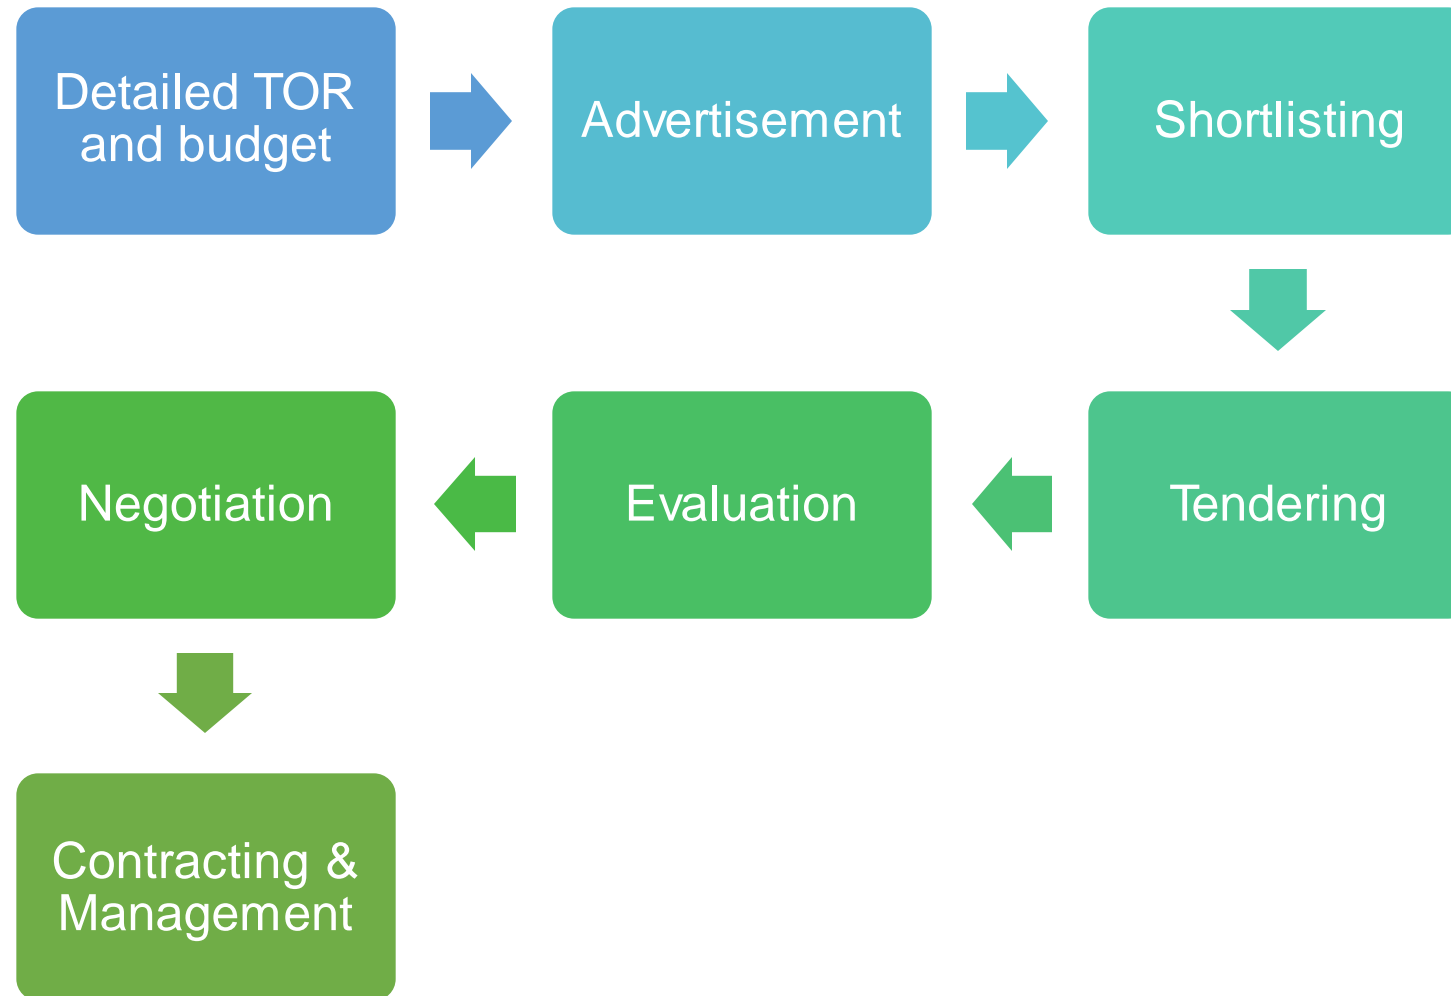 Detailed TOR
and budget
Advertisement
Shortlisting
Tendering
Evaluation
Negotiation
Contracting &
Management